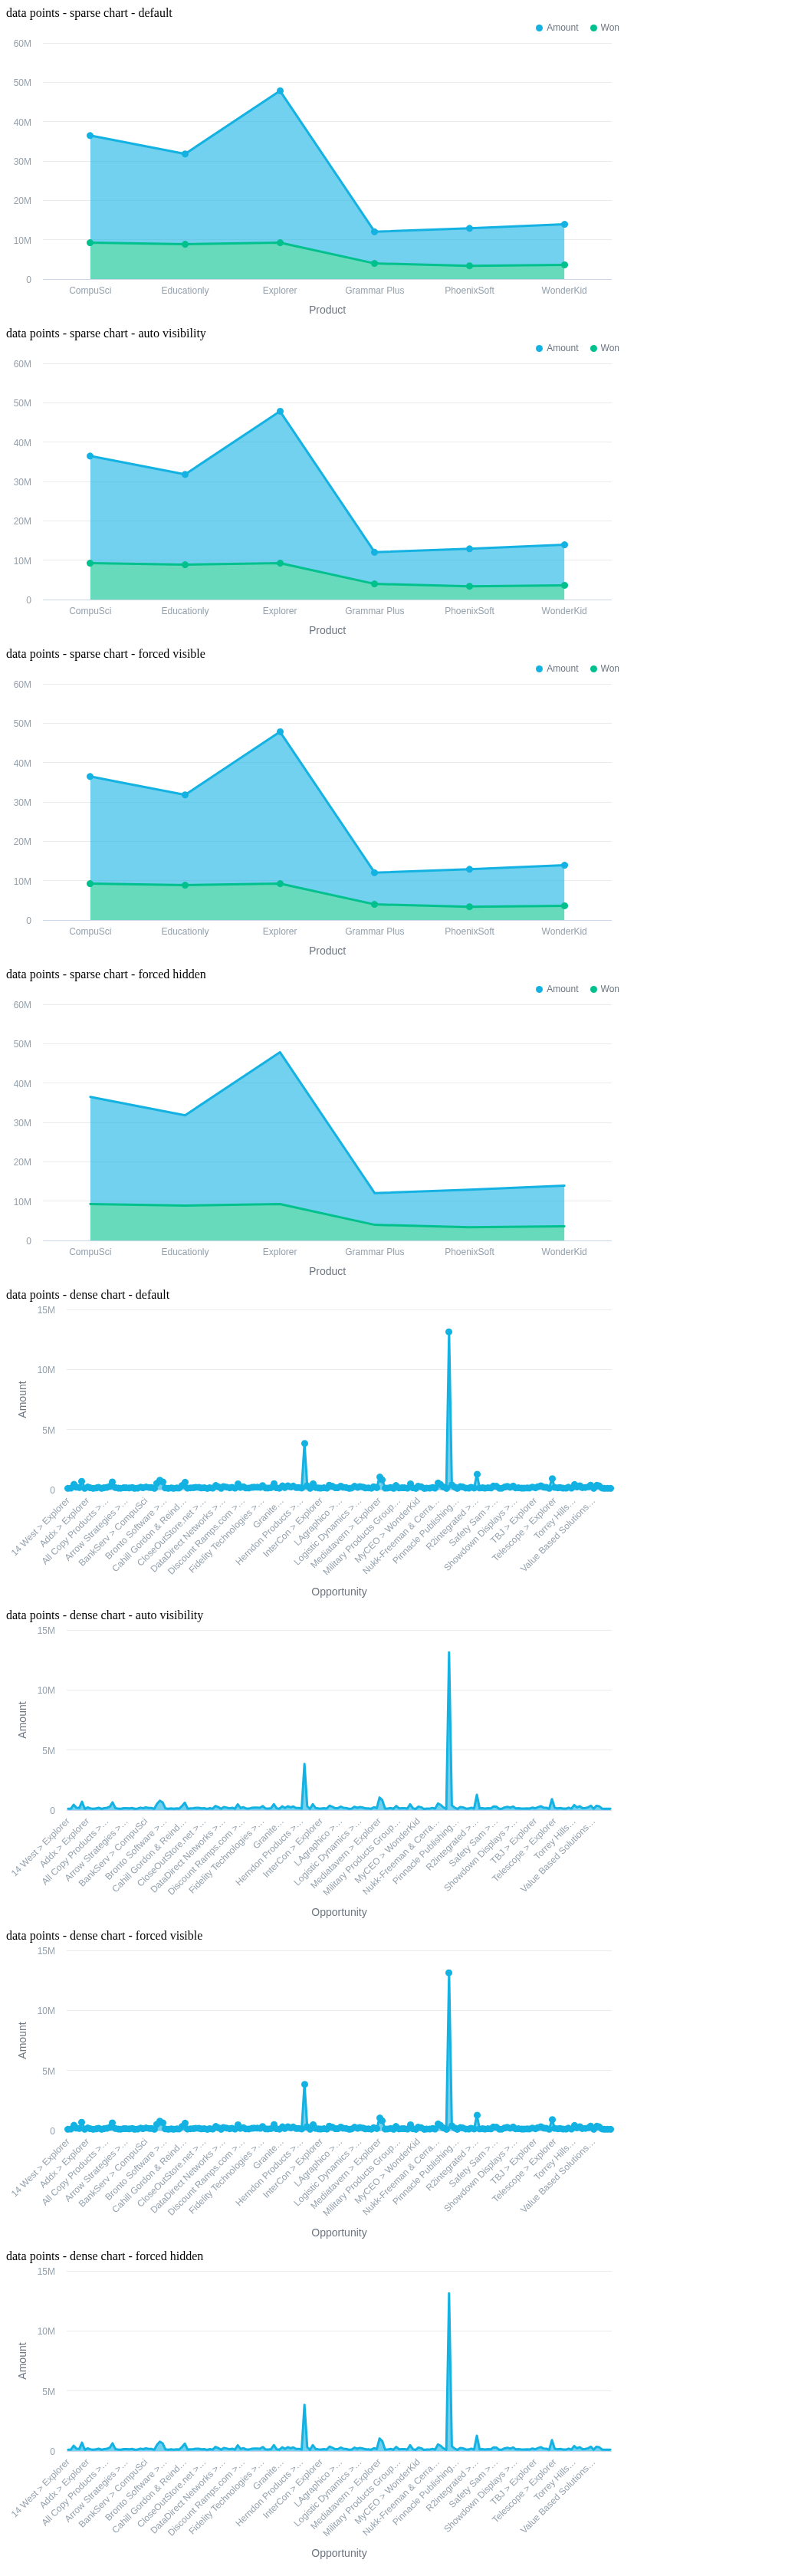 data points - sparse chart - default
Amount Won
60M
50M
40M
30M
20M
10M
0
CompuSci Educationly Explorer Grammar Plus PhoenixSoft WonderKid
Product
data points - sparse chart - auto visibility
Amount Won
60M
50M
40M
30M
20M
10M
0
CompuSci Educationly Explorer Grammar Plus PhoenixSoft WonderKid
Product
data points - sparse chart - forced visible
Amount Won
60M
50M
40M
30M
20M
10M
0
CompuSci Educationly Explorer Grammar Plus PhoenixSoft WonderKid
Product
data points - sparse chart - forced hidden
Amount Won
60M
50M
40M
30M
20M
10M
0
CompuSci Educationly Explorer Grammar Plus PhoenixSoft WonderKid
Product
data points - dense chart - default
15M
10M
5M
0
Amount
14 West > Explorer
Addx > Explorer
All Copy Products >...
Arrow Strategies >...
BankServ > CompuSci
Bronto Software >...
Cahill Gordon & Reind...
CloseOutStore.net >...
DataDirect Networks >...
Discount Ramps.com >...
Fidelity Technologies >...
Granite...
Herndon Products >...
InterCon > Explorer
LAgraphico >...
Logistic Dynamics >...
Mediatavern > Explorer
Military Products Group...
MyCEO > WonderKid
Nukk-Freeman & Cerra...
Pinnacle Publishing...
R2integrated >...
Safety Sam >...
Showdown Displays >...
TBJ > Explorer
Telescope > Explorer
Torrey Hills...
Value Based Solutions...
Opportunity
data points - dense chart - auto visibility
15M
10M
5M
0
Amount
14 West > Explorer
Addx > Explorer
All Copy Products >...
Arrow Strategies >...
BankServ > CompuSci
Bronto Software >...
Cahill Gordon & Reind...
CloseOutStore.net >...
DataDirect Networks >...
Discount Ramps.com >...
Fidelity Technologies >...
Granite...
Herndon Products >...
InterCon > Explorer
LAgraphico >...
Logistic Dynamics >...
Mediatavern > Explorer
Military Products Group...
MyCEO > WonderKid
Nukk-Freeman & Cerra...
Pinnacle Publishing...
R2integrated >...
Safety Sam >...
Showdown Displays >...
TBJ > Explorer
Telescope > Explorer
Torrey Hills...
Value Based Solutions...
Opportunity
data points - dense chart - forced visible
15M
10M
5M
0
Amount
14 West > Explorer
Addx > Explorer
All Copy Products >...
Arrow Strategies >...
BankServ > CompuSci
Bronto Software >...
Cahill Gordon & Reind...
CloseOutStore.net >...
DataDirect Networks >...
Discount Ramps.com >...
Fidelity Technologies >...
Granite...
Herndon Products >...
InterCon > Explorer
LAgraphico >...
Logistic Dynamics >...
Mediatavern > Explorer
Military Products Group...
MyCEO > WonderKid
Nukk-Freeman & Cerra...
Pinnacle Publishing...
R2integrated >...
Safety Sam >...
Showdown Displays >...
TBJ > Explorer
Telescope > Explorer
Torrey Hills...
Value Based Solutions...
Opportunity
data points - dense chart - forced hidden
15M
10M
5M
0
Amount
14 West > Explorer
Addx > Explorer
All Copy Products >...
Arrow Strategies >...
BankServ > CompuSci
Bronto Software >...
Cahill Gordon & Reind...
CloseOutStore.net >...
DataDirect Networks >...
Discount Ramps.com >...
Fidelity Technologies >...
Granite...
Herndon Products >...
InterCon > Explorer
LAgraphico >...
Logistic Dynamics >...
Mediatavern > Explorer
Military Products Group...
MyCEO > WonderKid
Nukk-Freeman & Cerra...
Pinnacle Publishing...
R2integrated >...
Safety Sam >...
Showdown Displays >...
TBJ > Explorer
Telescope > Explorer
Torrey Hills...
Value Based Solutions...
Opportunity